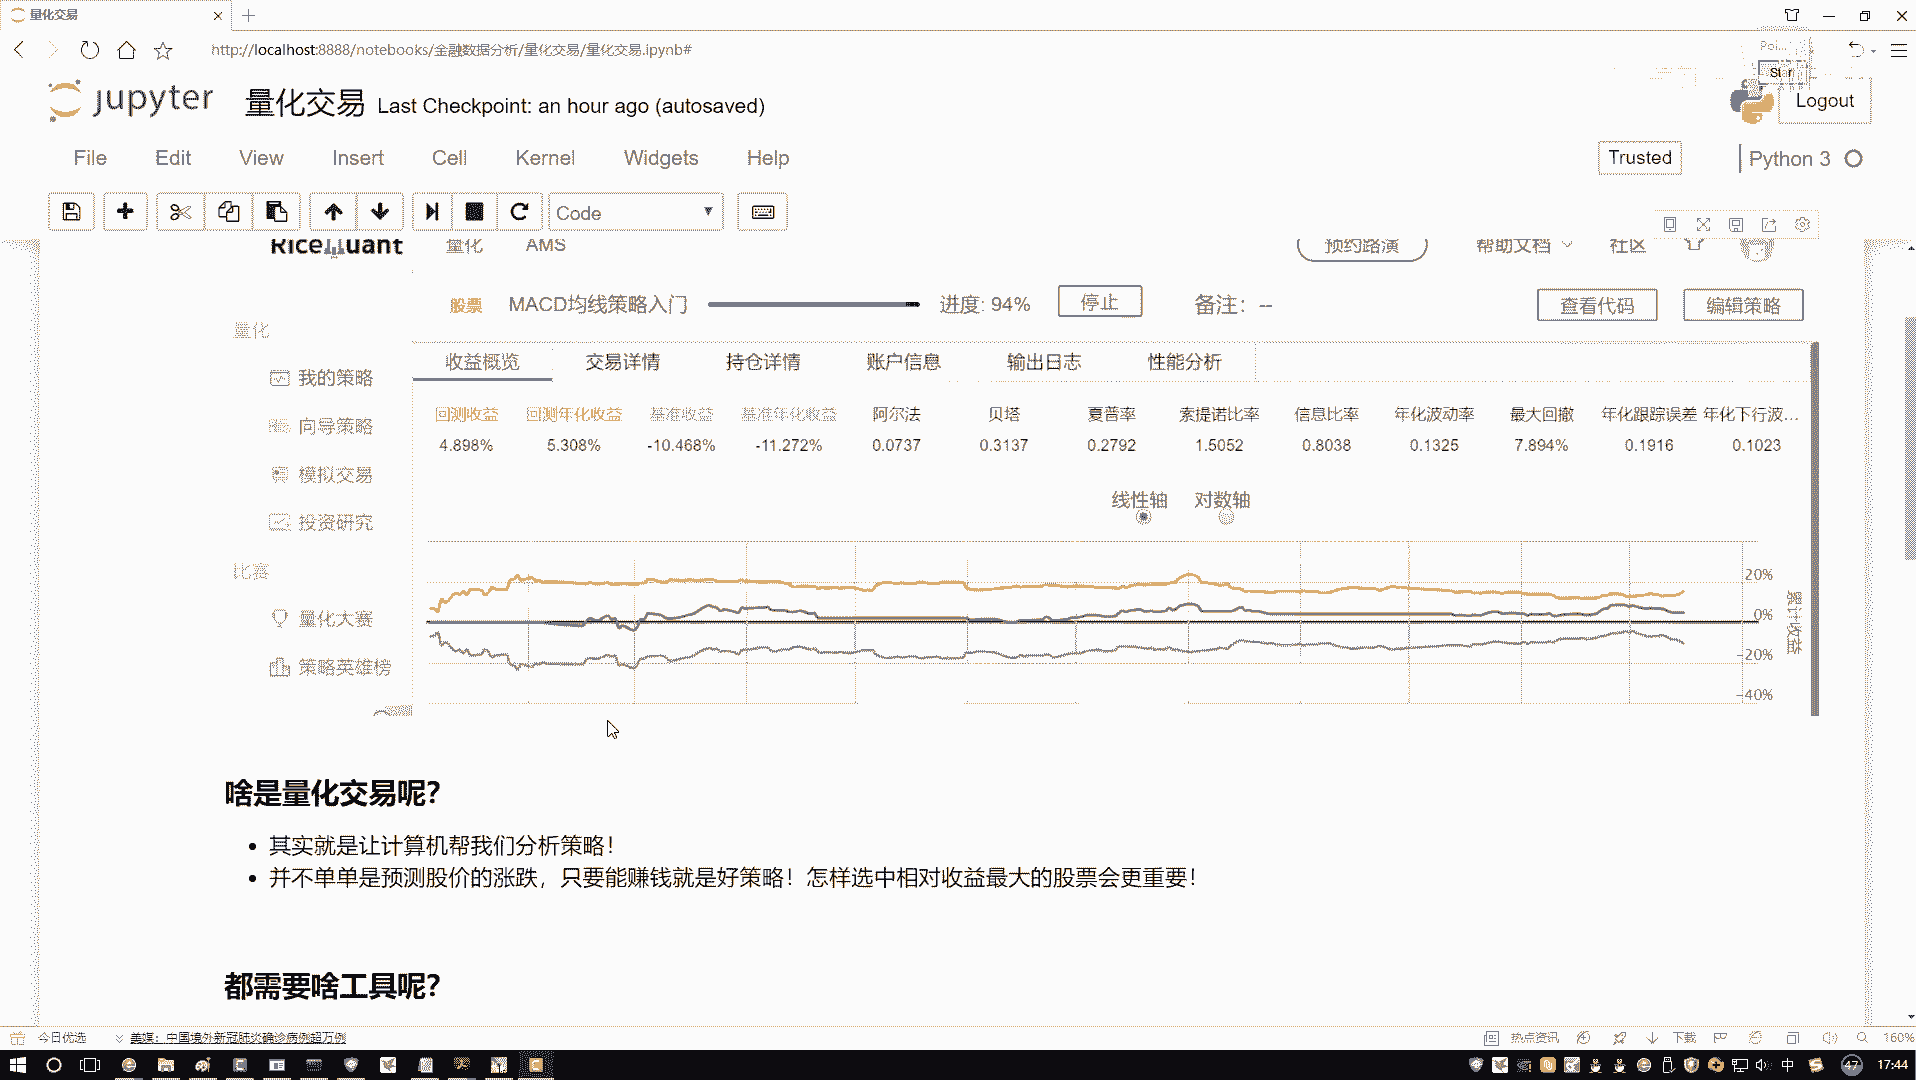 量化交易
http://localhost:8888/notebooks/金融数据分析/量化交易/量化交易.ipynb#
Poi...
Start
jupyter 量化交易 Last Checkpoint: an hour ago (autosaved)
Logout
File Edit View Insert Cell Kernel Widgets Help
Trusted
Python 3
Code
RiceQuant 量化 AMS 预约路演 帮助文档 社区
股票 MACD均线策略入门 进度: 94% 停止 备注: -- 查看代码 编辑策略
量化
收益概览 交易详情 持仓详情 账户信息 输出日志 性能分析
我的策略
向导策略
模拟交易
投资研究
比赛
量化大赛
策略英雄榜
回测收益 回测年化收益 基准收益 基准年化收益 阿尔法 贝塔 夏普率 索提诺比率 信息比率 年化波动率 最大回撤 年化跟踪误差 年化下行波...
4.898% 5.308% -10.468% -11.272% 0.0737 0.3137 0.2792 1.5052 0.8038 0.1325 7.894% 0.1916 0.1023
线性轴 对数轴
20%
0%
-20%
-40%
累计收益
啥是量化交易呢?
其实就是让计算机帮我们分析策略!
并不单单是预测股价的涨跌，只要能赚钱就是好策略！怎样选中相对收益最大的股票会更重要！
都需要啥工具呢?
今日优选 美媒：中国境外新冠肺炎确诊病例超万例
热点资讯 下载 160%
中 47 17:44